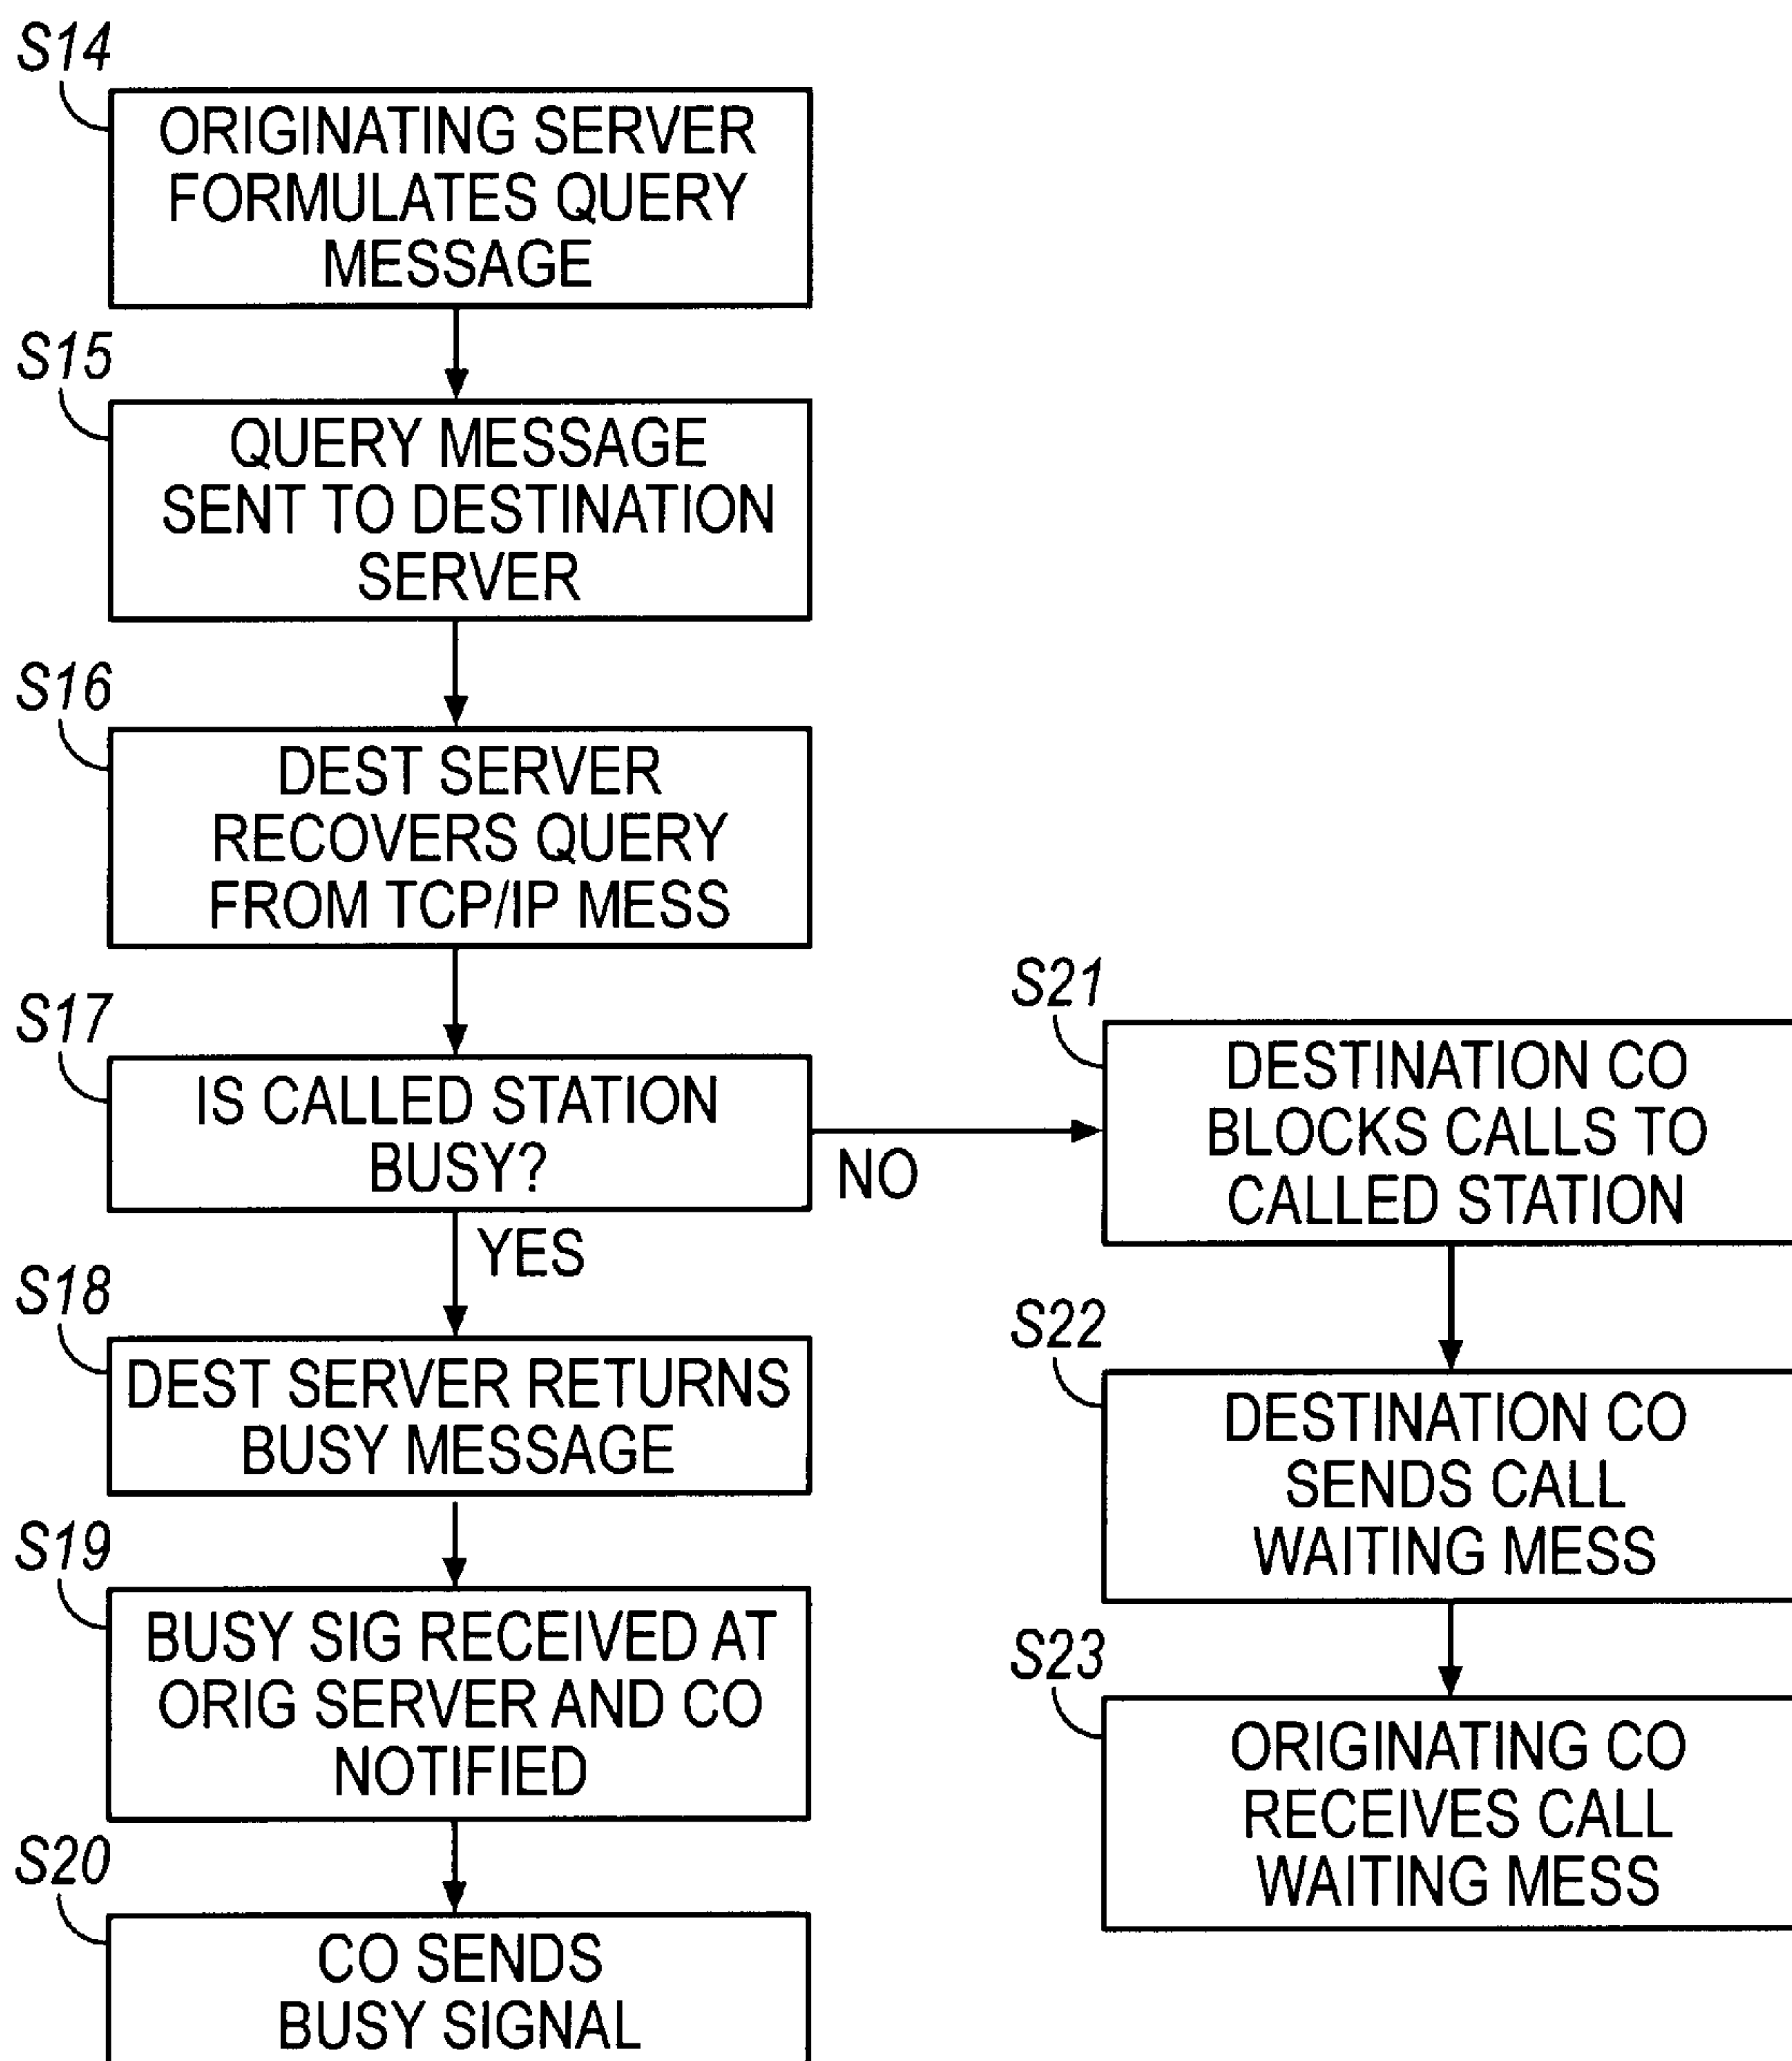 S14
ORIGINATING SERVER
FORMULATES QUERY
MESSAGE
S15
QUERY MESSAGE
SENT TO DESTINATION
SERVER
S16
DEST SERVER
RECOVERS QUERY
FROM TCP/IP MESS
S17
IS CALLED STATION
BUSY?
NO
YES
S18
DEST SERVER RETURNS
BUSY MESSAGE
S19
BUSY SIG RECEIVED AT
ORIG SERVER AND CO
NOTIFIED
S20
CO SENDS
BUSY SIGNAL
S21
DESTINATION CO
BLOCKS CALLS TO
CALLED STATION
S22
DESTINATION CO
SENDS CALL
WAITING MESS
S23
ORIGINATING CO
RECEIVES CALL
WAITING MESS